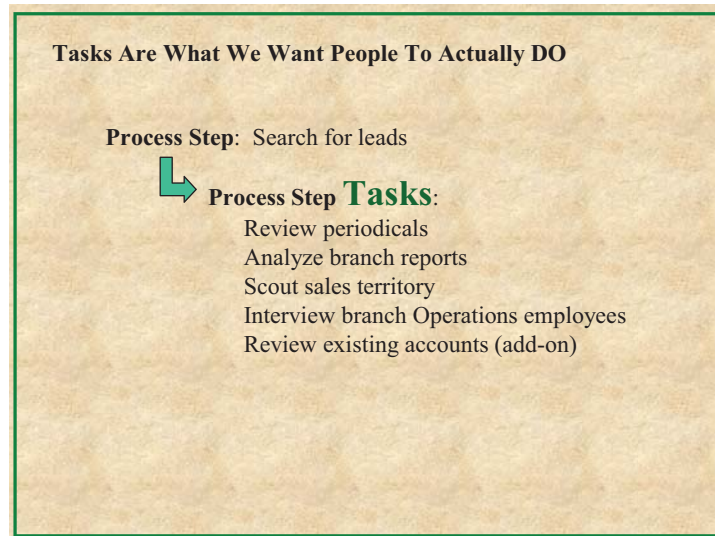 Tasks Are What We Want People To Actually DO
Process Step:  Search for leads
Process Step Tasks:
Review periodicals
Analyze branch reports
Scout sales territory
Interview branch Operations employees
Review existing accounts (add-on)